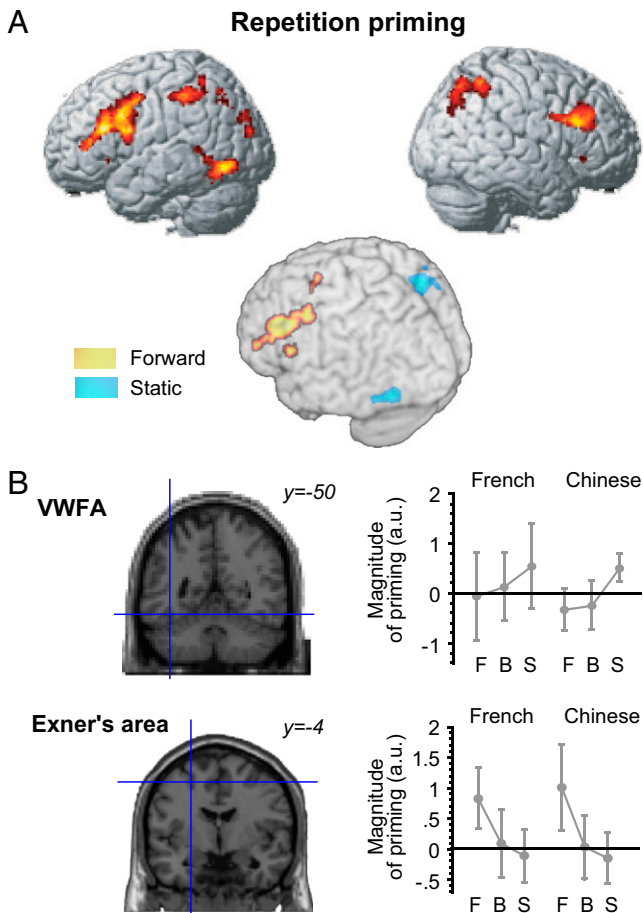 A
Repetition priming
Forward
Static
B
VWFA
y=-50
French Chinese
Magnitude
of priming (a.u.)
2
1
0
-1
F B S F B S
Exner's area
y=-4
French Chinese
Magnitude
of priming (a.u.)
2
1.5
1
.5
0
-.5
F B S F B S